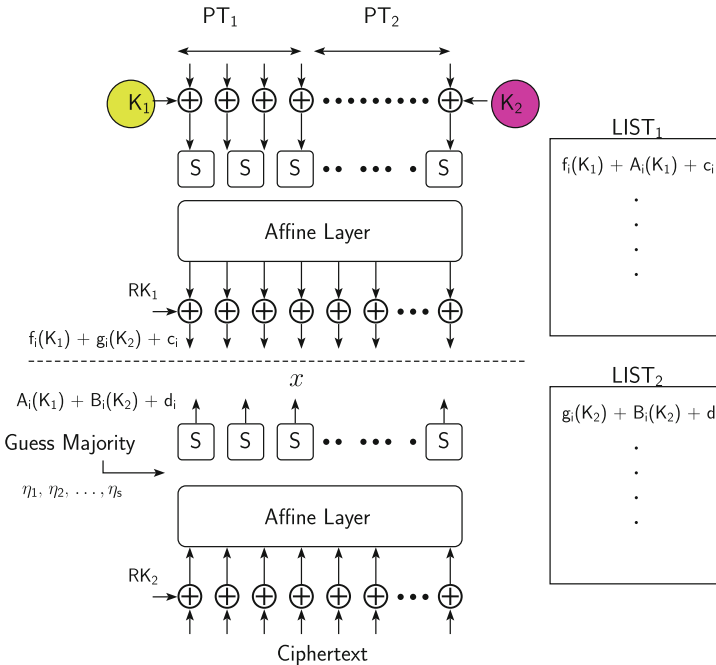 PT₁ PT₂
K₁ K₂
S S S S
LIST₁
fᵢ(K₁) + Aᵢ(K₁) + cᵢ
Affine Layer
RK₁
fᵢ(K₁) + gᵢ(K₂) + cᵢ
x
LIST₂
Aᵢ(K₁) + Bᵢ(K₂) + dᵢ
gᵢ(K₂) + Bᵢ(K₂) + d
S S S S
Guess Majority
η₁, η₂, . . . , ηₛ
Affine Layer
RK₂
Ciphertext